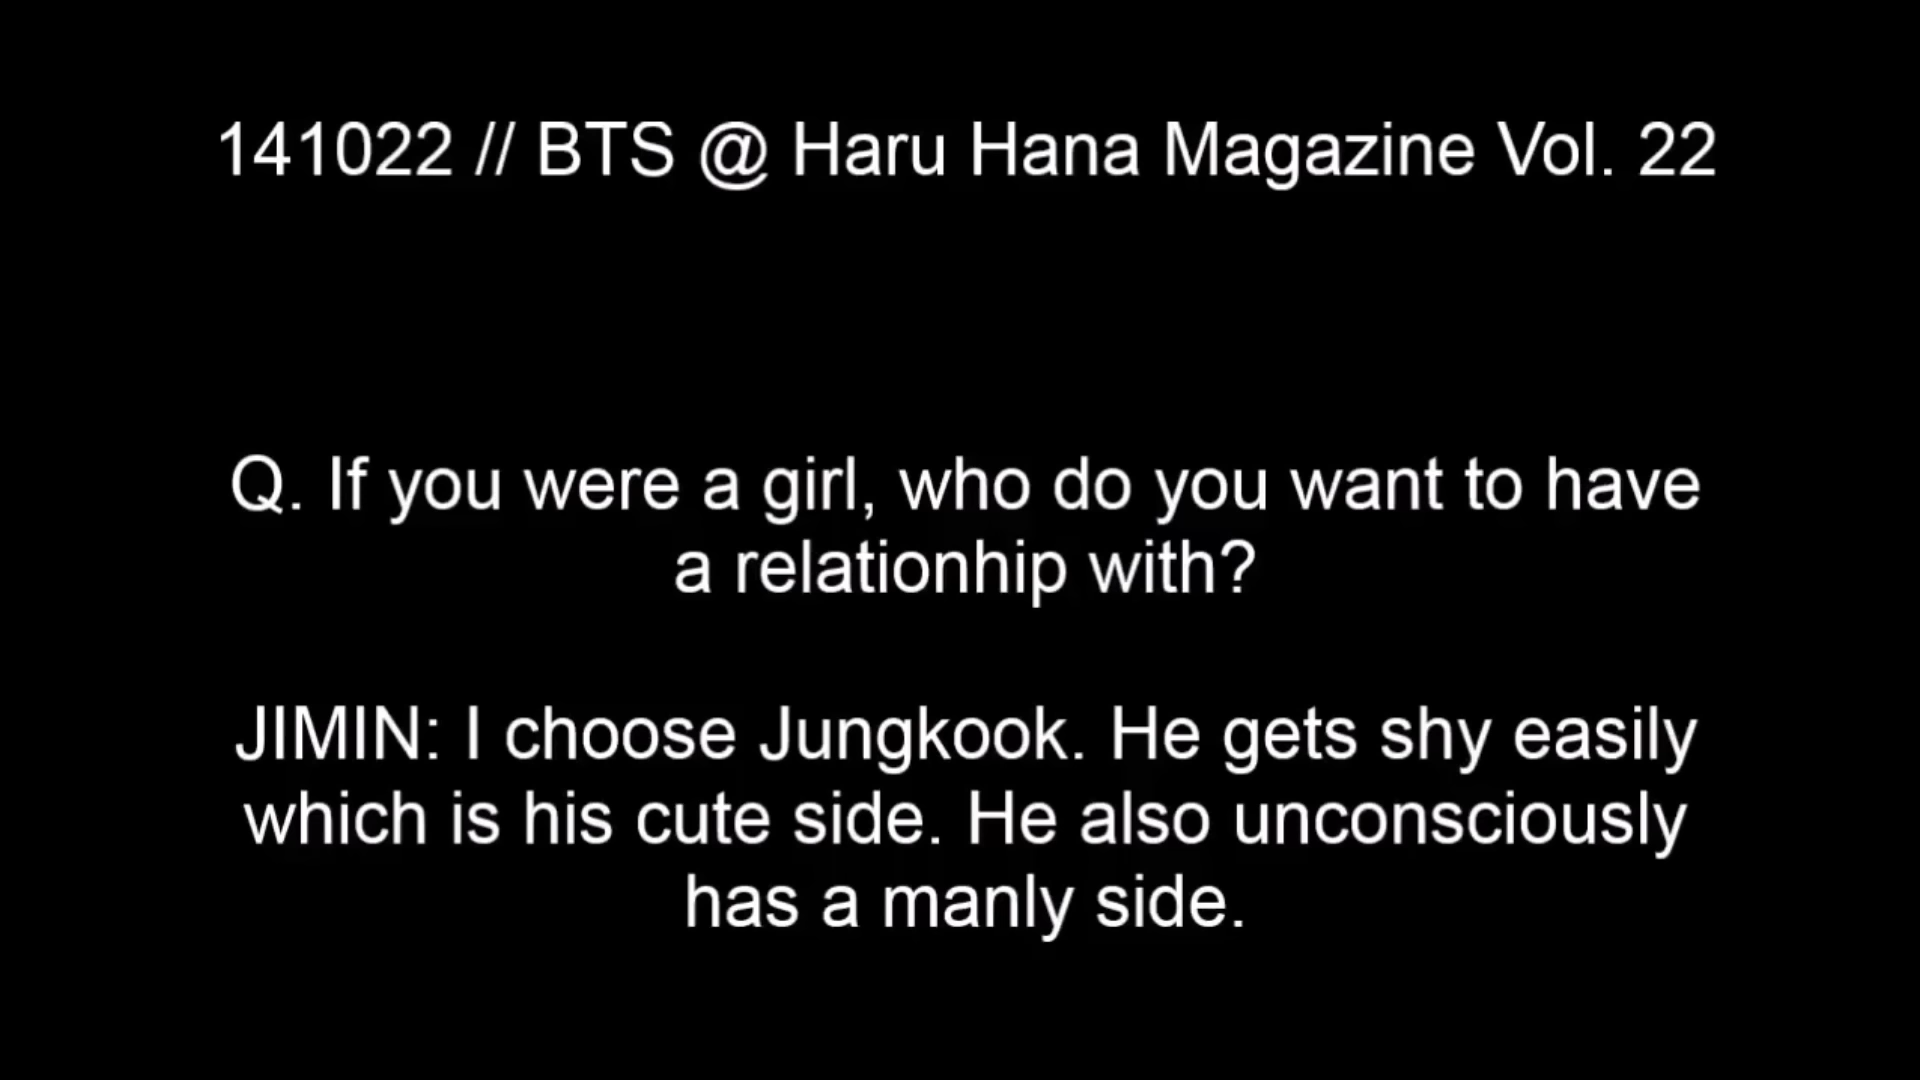 141022 // BTS @ Haru Hana Magazine Vol. 22
Q. If you were a girl, who do you want to have
a relationhip with?
JIMIN: I choose Jungkook. He gets shy easily
which is his cute side. He also unconsciously
has a manly side.